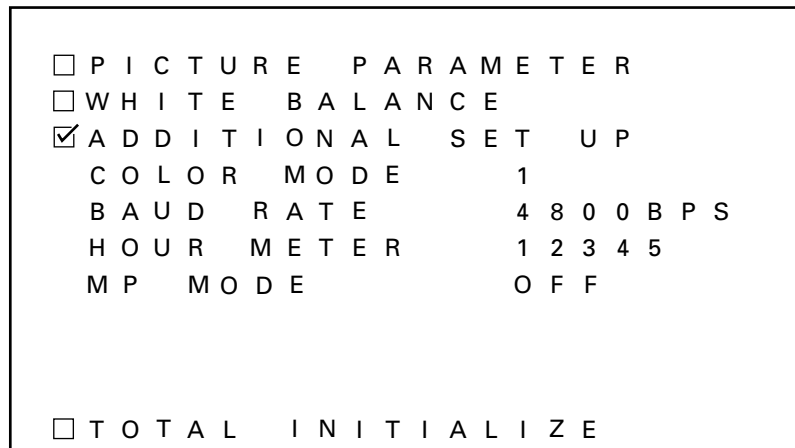 ☐ PICTURE PARAMETER
☐ WHITE BALANCE
☑ ADDITIONAL SET UP
COLOR MODE 1
BAUD RATE 4800BPS
HOUR METER 12345
MP MODE OFF
☐ TOTAL INITIALIZE